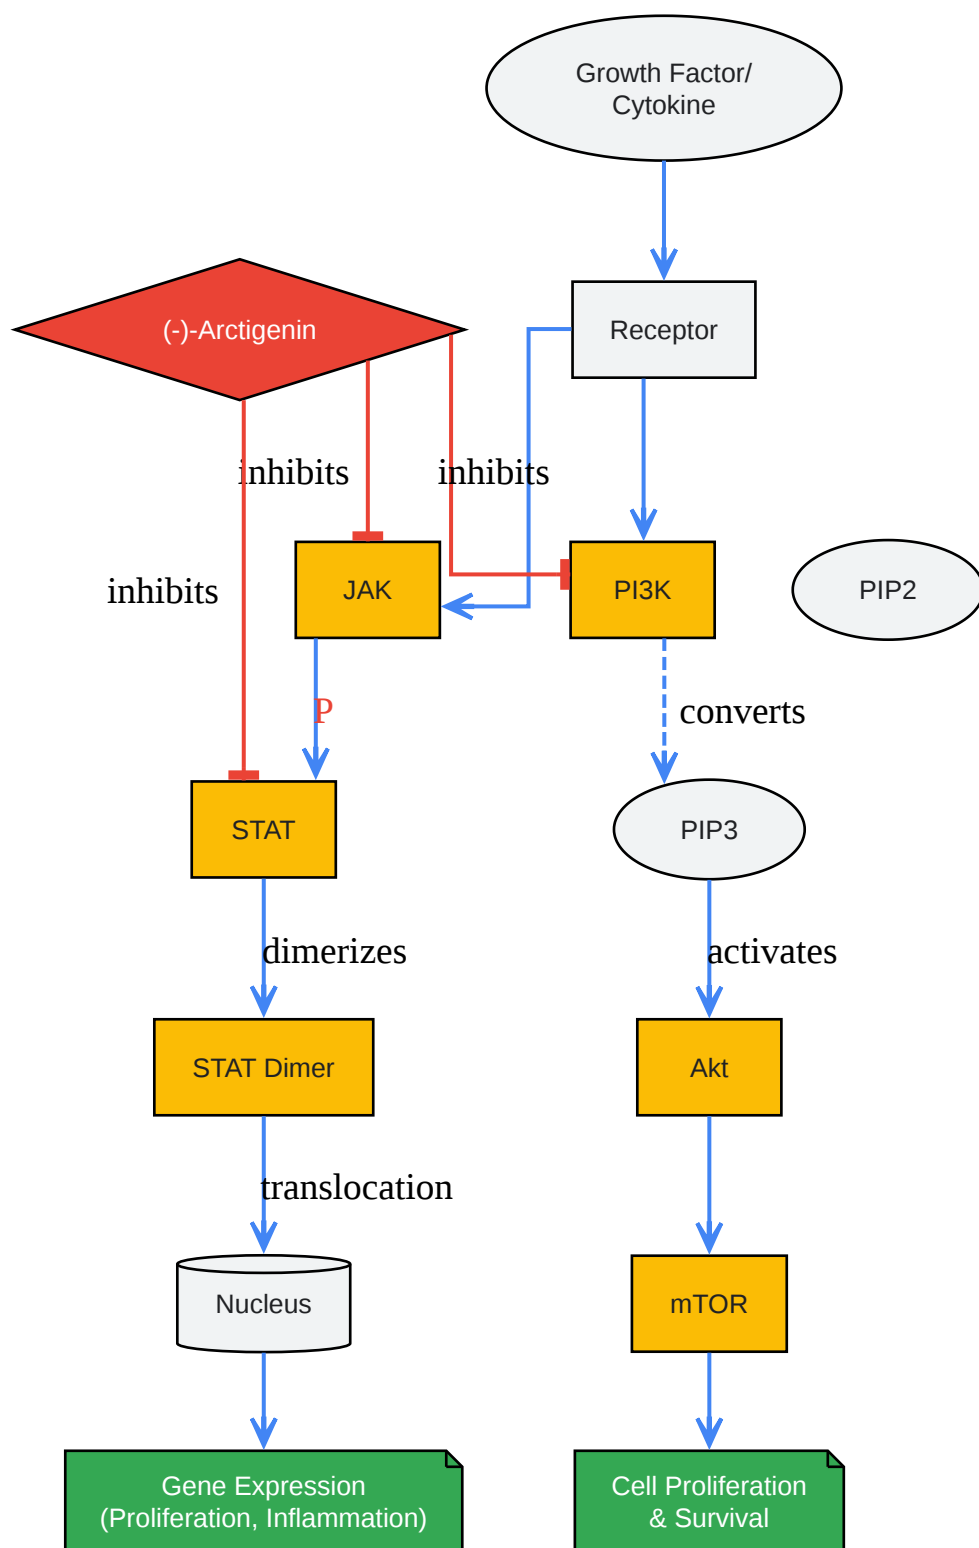 Growth Factor/
Cytokine
(-)-Arctigenin
Receptor
inhibits
inhibits
inhibits
JAK
PI3K
PIP2
P
converts
STAT
PIP3
dimerizes
activates
STAT Dimer
Akt
translocation
Nucleus
mTOR
Gene Expression
(Proliferation, Inflammation)
Cell Proliferation
& Survival